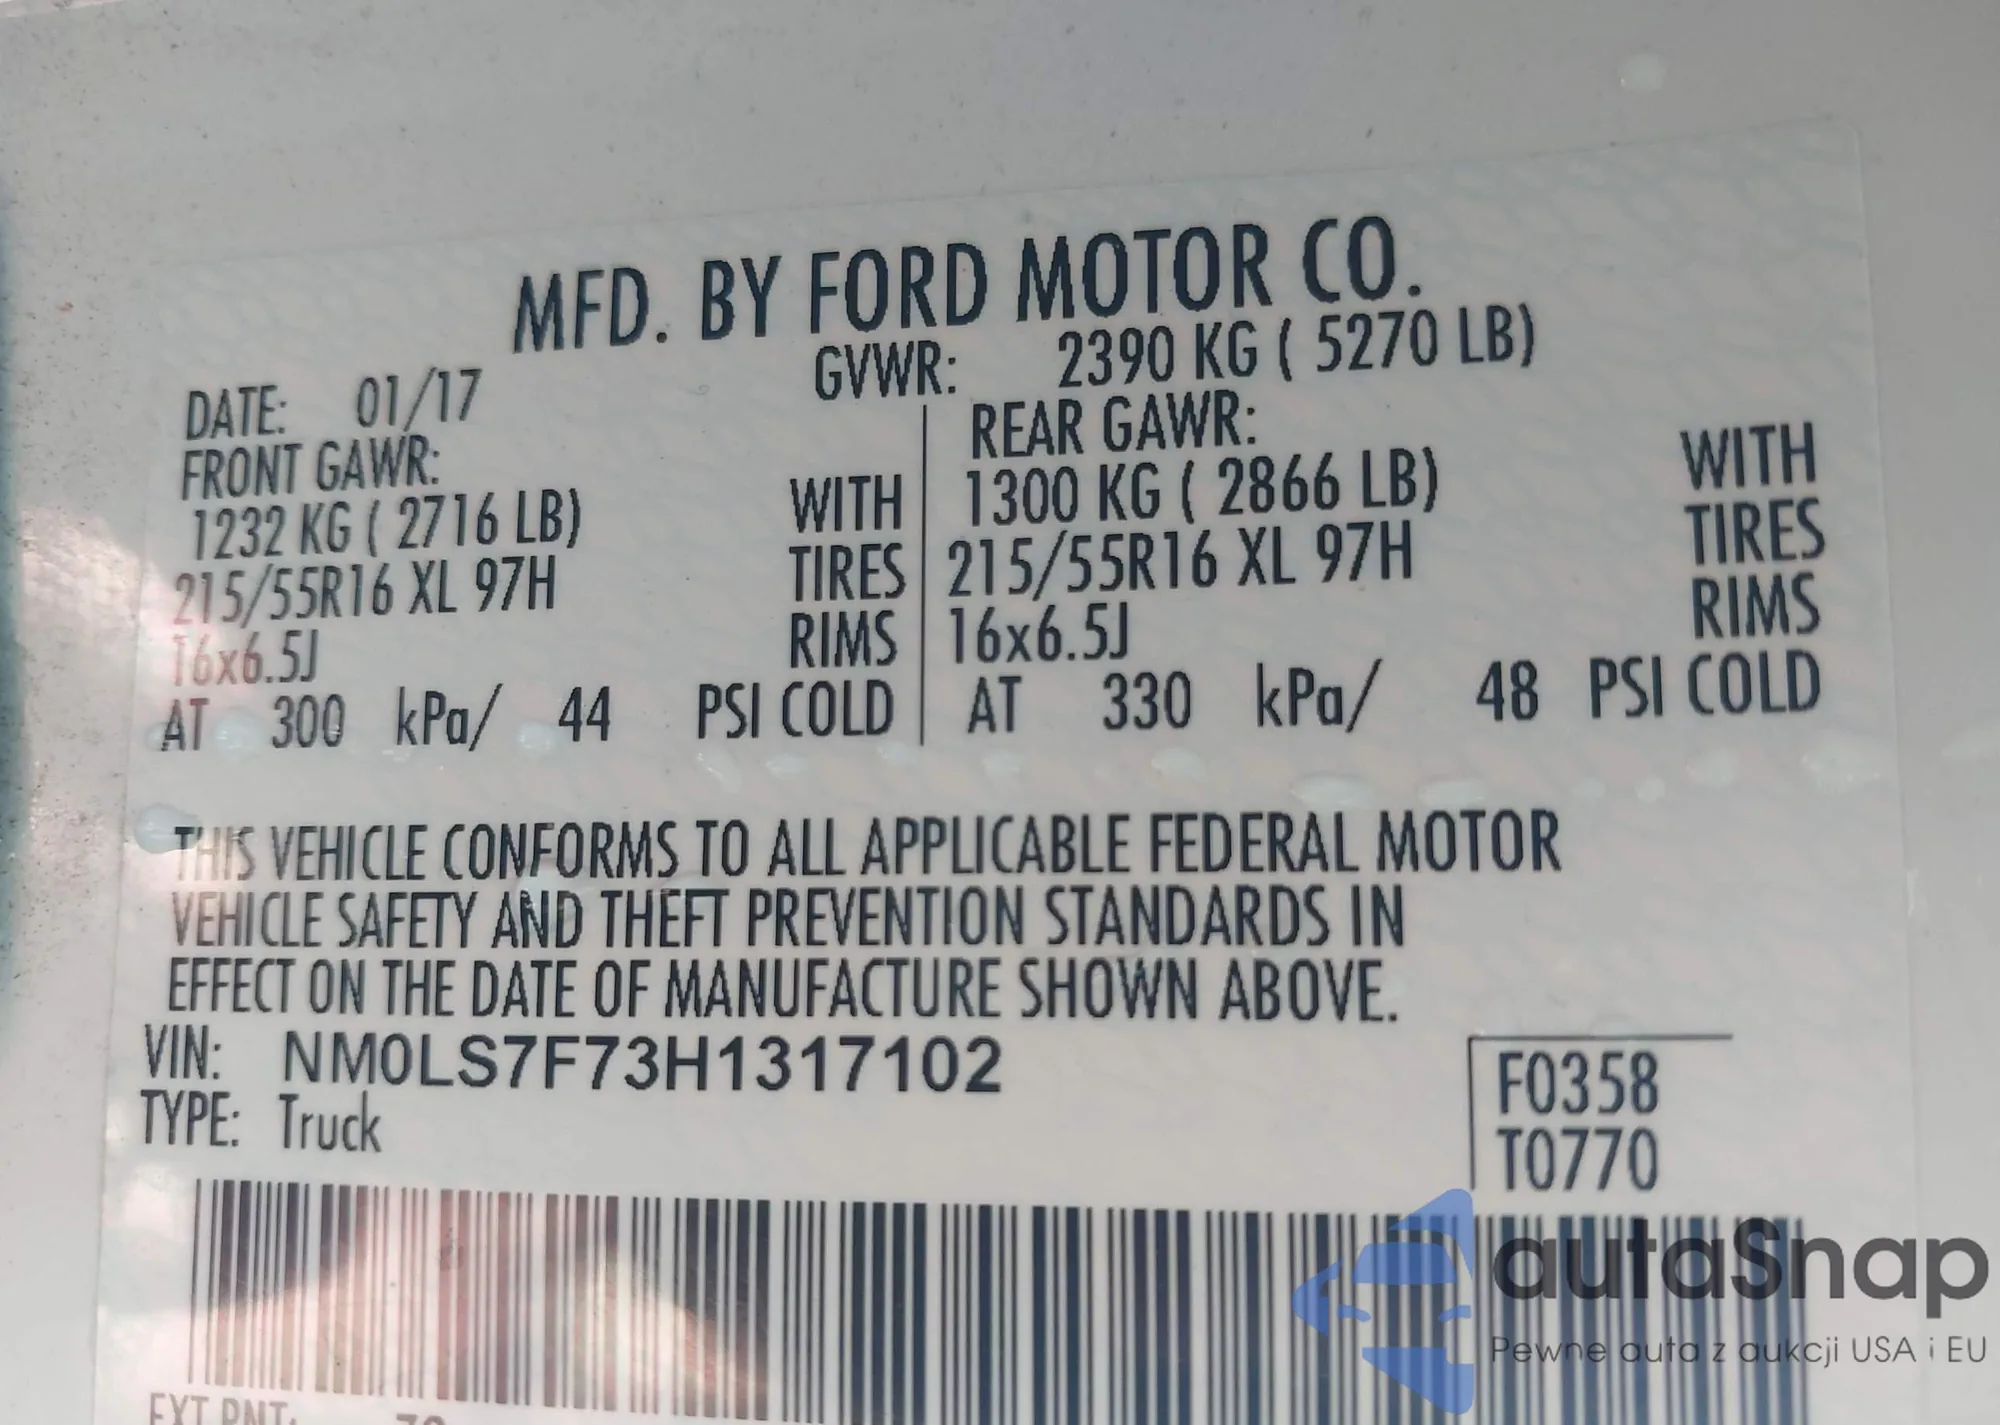 MFD. BY FORD MOTOR CO.
DATE: 01/17 GVWR: 2390 KG ( 5270 LB)
FRONT GAWR: REAR GAWR:
1232 KG ( 2716 LB) WITH 1300 KG ( 2866 LB) WITH
215/55R16 XL 97H TIRES 215/55R16 XL 97H TIRES
16x6.5J RIMS 16x6.5J RIMS
AT 300 kPa/ 44 PSI COLD AT 330 kPa/ 48 PSI COLD
THIS VEHICLE CONFORMS TO ALL APPLICABLE FEDERAL MOTOR
VEHICLE SAFETY AND THEFT PREVENTION STANDARDS IN
EFFECT ON THE DATE OF MANUFACTURE SHOWN ABOVE.
VIN: NM0LS7F73H1317102
F0358
TYPE: Truck
T0770
autaSnap
Pewne auta z aukcji USA i EU
EXT PNT: